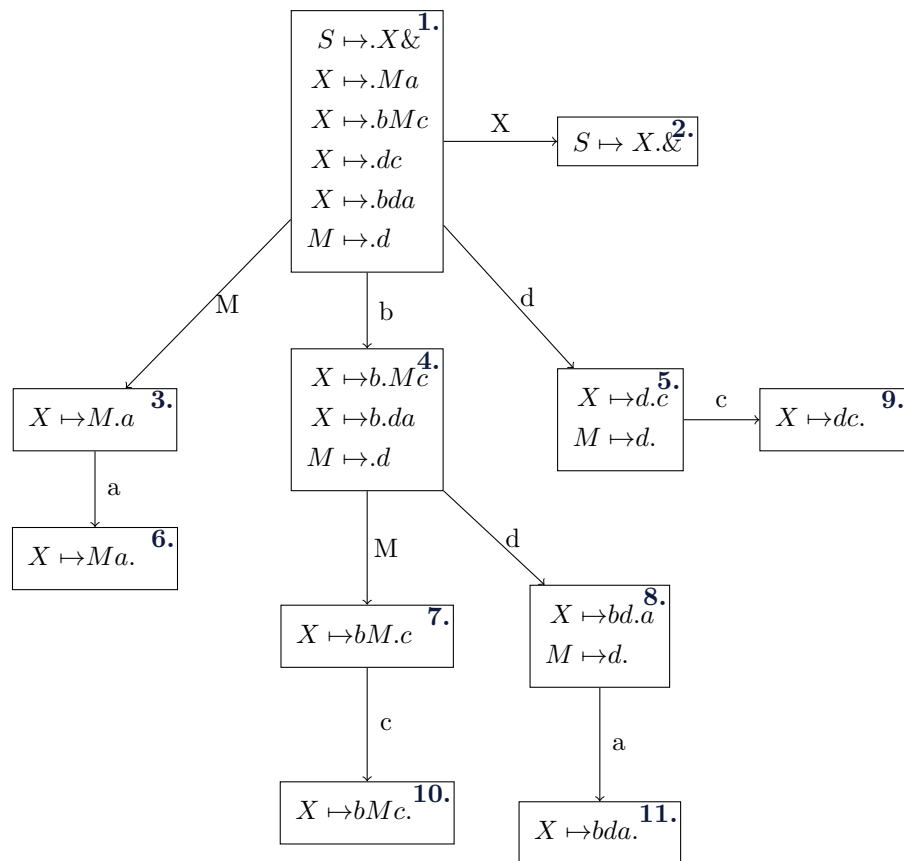 1.
S ↦.X&
X ↦.Ma
X ↦.bMc
X ↦.dc
X ↦.bda
M ↦.d
X
2.
S ↦ X.&
M
b
d
3.
X ↦M.a
4.
X ↦b.Mc
X ↦b.da
M ↦.d
5.
X ↦d.c
M ↦d.
c
9.
X ↦dc.
a
6.
X ↦Ma.
M
d
7.
X ↦bM.c
8.
X ↦bd.a
M ↦d.
c
a
10.
X ↦bMc.
11.
X ↦bda.